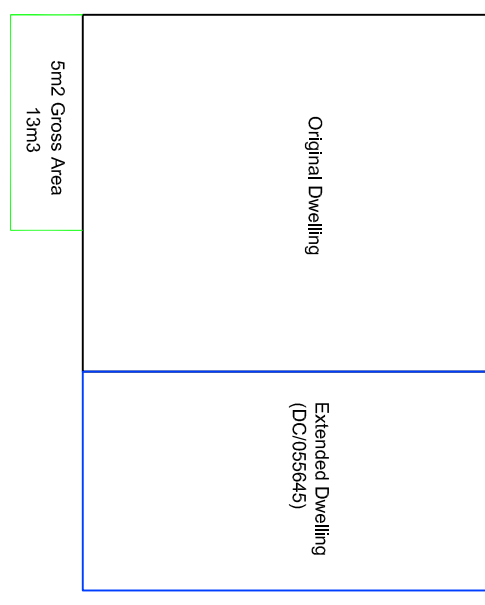 5m2 Gross Area
13m3
Original Dwelling
Extended Dwelling
(DC/055645)